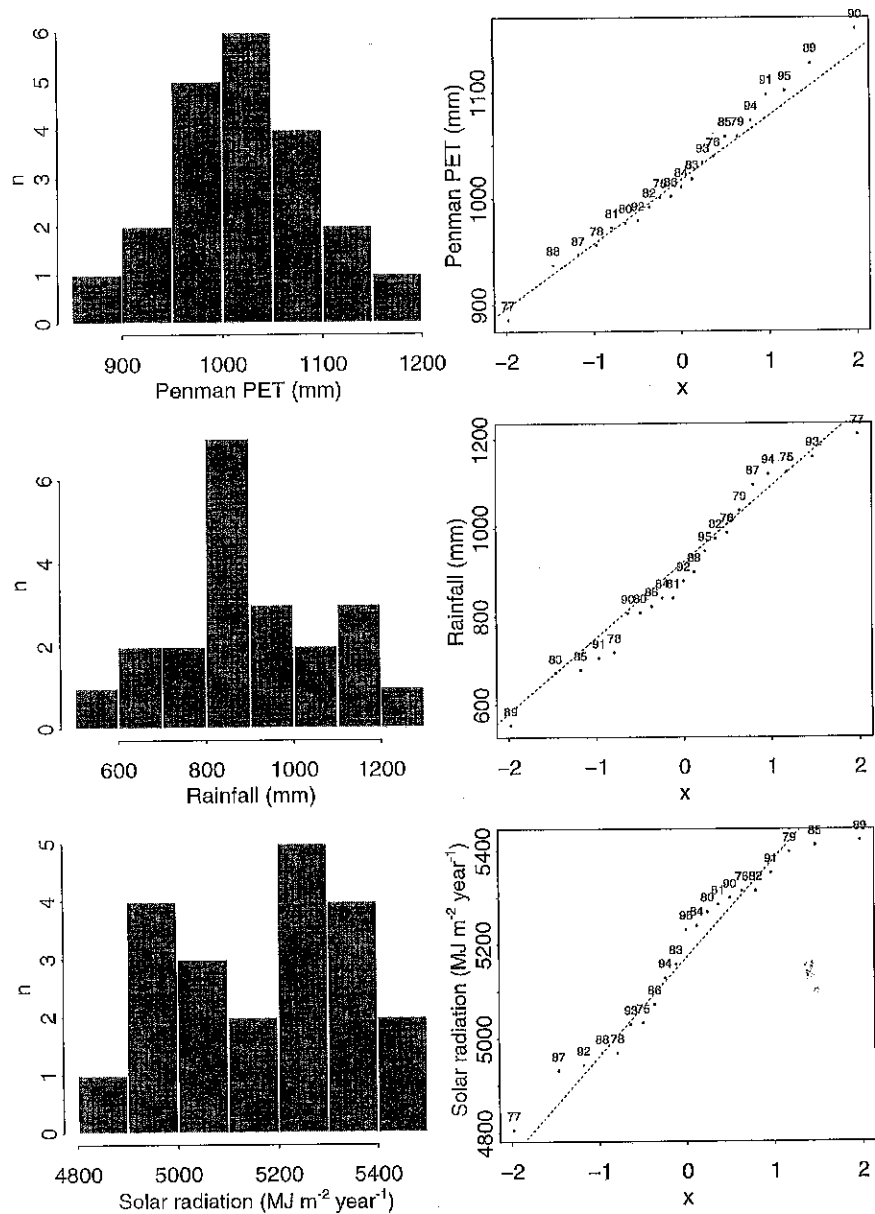 n
0 1 2 3 4 5 6
900 1000 1100 1200
Penman PET (mm)
Penman PET (mm)
900 1000 1100
77 88 87 78 81 80 92 82 75 86 84 83 93 76 85 79 94 91 95 89 90
−2 −1 0 1 2
x
n
0 2 4 6
600 800 1000 1200
Rainfall (mm)
Rainfall (mm)
600 800 1000 1200
89 83 85 91 78 90 80 86 84 81 92 88 95 82 76 79 87 94 75 93 77
−2 −1 0 1 2
x
n
0 1 2 3 4 5
4800 5000 5200 5400
Solar radiation (MJ m⁻² year⁻¹)
Solar radiation (MJ m⁻² year⁻¹)
4800 5000 5200 5400
77 87 92 88 78 93 75 86 94 83 95 84 80 81 90 76 82 91 79 85 89
−2 −1 0 1 2
x